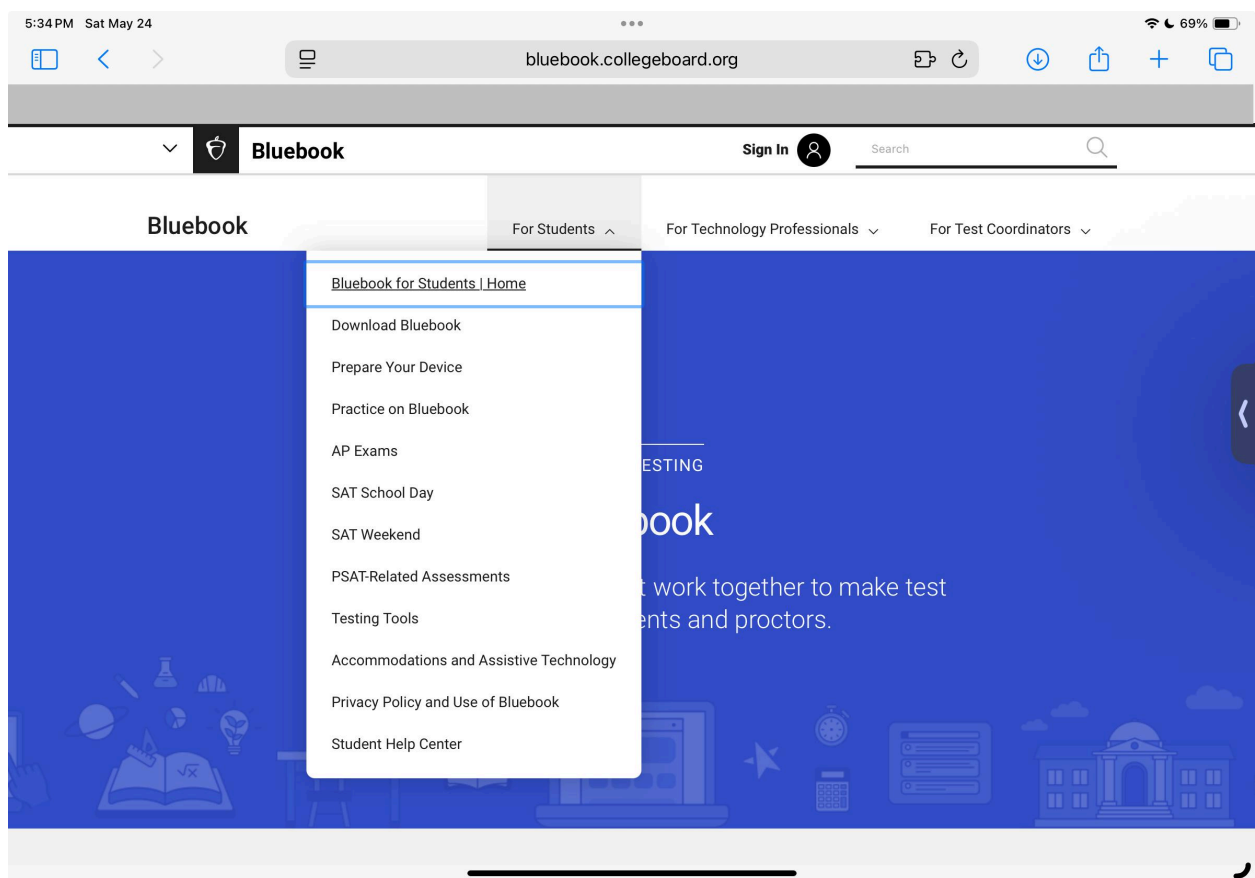 5:34 PM Sat May 24
69%
bluebook.collegeboard.org
Bluebook
Sign In
Search
Bluebook
For Students
For Technology Professionals
For Test Coordinators
Bluebook for Students | Home
Download Bluebook
Prepare Your Device
Practice on Bluebook
AP Exams
SAT School Day
SAT Weekend
PSAT-Related Assessments
Testing Tools
Accommodations and Assistive Technology
Privacy Policy and Use of Bluebook
Student Help Center
ESTING
ook
t work together to make test
ents and proctors.
√x